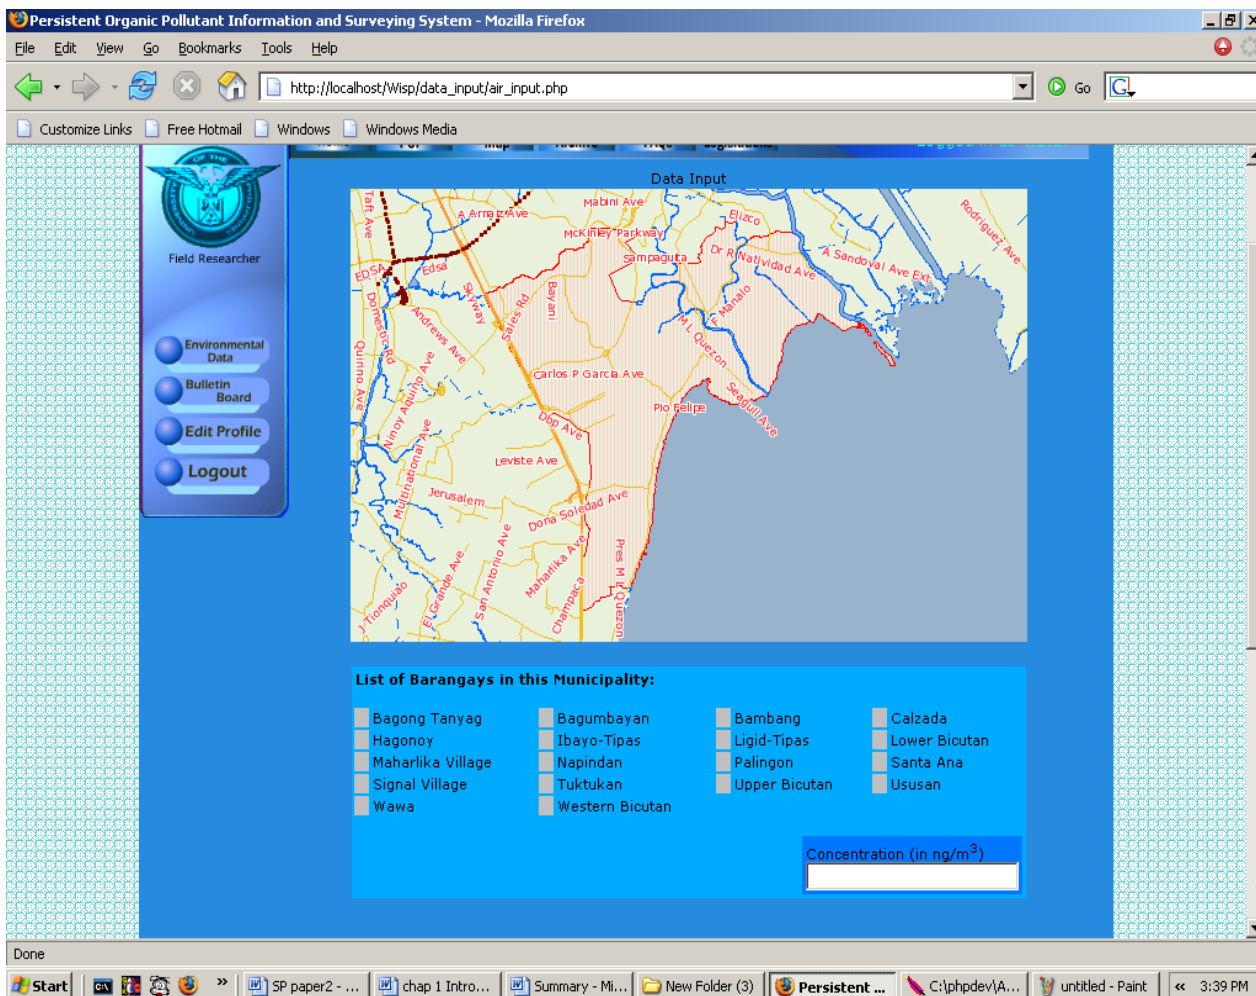 Persistent Organic Pollutant Information and Surveying System - Mozilla Firefox
File Edit View Go Bookmarks Tools Help
http://localhost/Wisp/data_input/air_input.php
Go
G
Customize Links Free Hotmail Windows Windows Media
Data Input
OF THE
Field Researcher
Environmental
Data
Bulletin
Board
Edit Profile
Logout
Taft Ave
A Arnaiz Ave
Mabini Ave
McKinley Parkway
Elizco
Rodriguez Ave
EDSA
Edsa
Sampaguita
Dr R Natividad Ave
A Sandoval Ave Ext
Skyway
Sales Rd
Bayani
F Manalo
Domestic Rd
Andrews Ave
M L Quezon
Quirino Ave
Ninoy Aquino Ave
Carlos P Garcia Ave
Seagull Ave
Pio Felipe
Dbp Ave
Multinational Ave
Leviste Ave
Jerusalem
Dona Soledad Ave
Maharlika Ave
Pres M L Quezon
San Antonio Ave
El Grande Ave
J Tionquiao
Champaca
List of Barangays in this Municipality:
Bagong Tanyag Bagumbayan Bambang Calzada
Hagonoy Ibayo-Tipas Ligid-Tipas Lower Bicutan
Maharlika Village Napindan Palingon Santa Ana
Signal Village Tuktukan Upper Bicutan Ususan
Wawa Western Bicutan
Concentration (in ng/m³)
Done
Start » SP paper2 - ... chap 1 Intro... Summary - Mi... New Folder (3) Persistent ... C:\phpdev\A... untitled - Paint « 3:39 PM